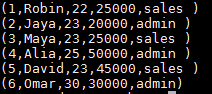 (1,Robin,22,25000,sales )
(2,Jaya,23,20000,admin )
(3,Maya,23,25000,sales )
(4,Alia,25,50000,admin )
(5,David,23,45000,sales )
(6,Omar,30,30000,admin)